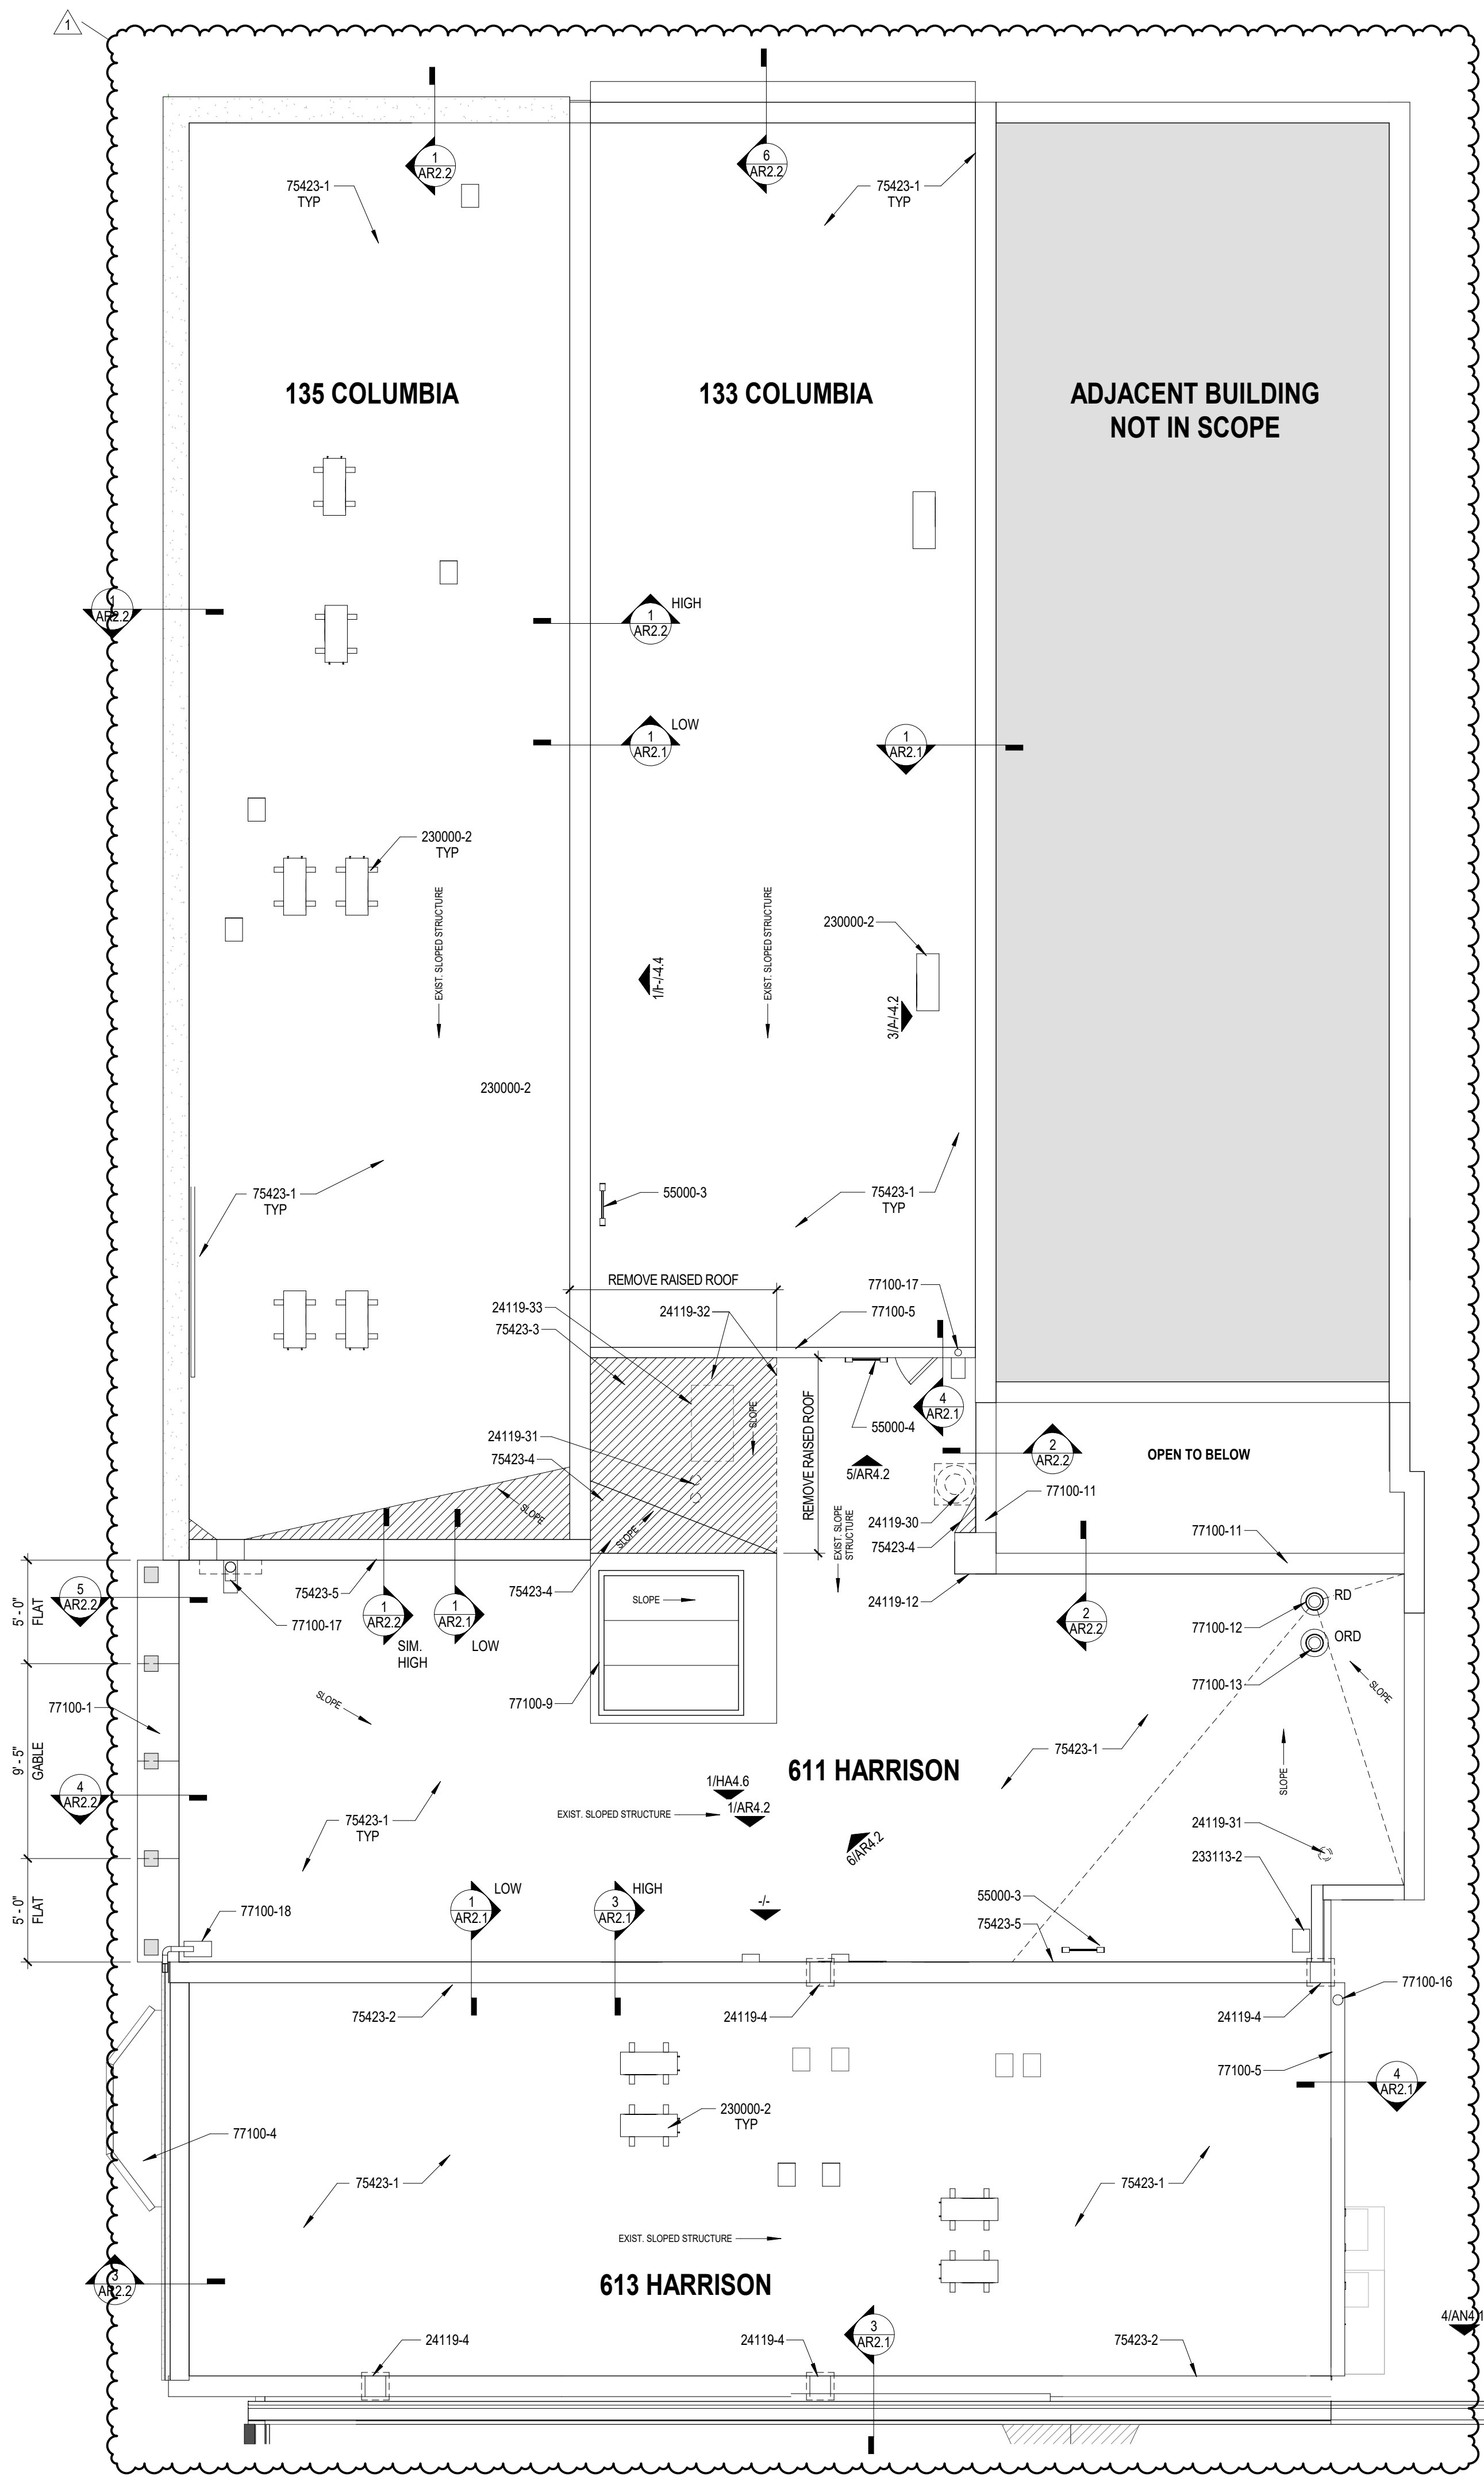 1
1
AR2.2
6
AR2.2
75423-1
TYP
75423-1
TYP
135 COLUMBIA
133 COLUMBIA
ADJACENT BUILDING
NOT IN SCOPE
1
AR2.2
HIGH
1
AR2.2
LOW
1
AR2.1
1
AR2.1
230000-2
TYP
EXIST. SLOPED STRUCTURE
EXIST. SLOPED STRUCTURE
230000-2
1/-/-4.4
3/A-/-4.2
230000-2
75423-1
TYP
55000-3
75423-1
TYP
REMOVE RAISED ROOF
77100-17
24119-33
24119-32
77100-5
75423-3
REMOVE RAISED ROOF
SLOPE
4
AR2.1
55000-4
24119-31
75423-4
5/AR4.2
2
AR2.2
OPEN TO BELOW
77100-11
SLOPE
SLOPE
EXIST. SLOPE
STRUCTURE
24119-30
75423-4
77100-11
5' - 0"
FLAT
5
AR2.2
75423-5
75423-4
24119-12
77100-17
1
AR2.2
SIM.
HIGH
1
AR2.1
LOW
SLOPE
2
AR2.2
RD
77100-12
ORD
77100-13
SLOPE
77100-1
SLOPE
77100-9
9' - 5"
GABLE
75423-1
SLOPE
611 HARRISON
4
AR2.2
1/HA4.6
1/AR4.2
EXIST. SLOPED STRUCTURE
75423-1
TYP
6/AR4.2
24119-31
233113-2
5' - 0"
FLAT
LOW
1
AR2.1
HIGH
3
AR2.1
-/-
55000-3
75423-5
77100-18
77100-16
75423-2
24119-4
24119-4
77100-5
4
AR2.1
230000-2
TYP
77100-4
75423-1
75423-1
EXIST. SLOPED STRUCTURE
613 HARRISON
3
AR2.2
4/AN4.1
24119-4
24119-4
3
AR2.1
75423-2